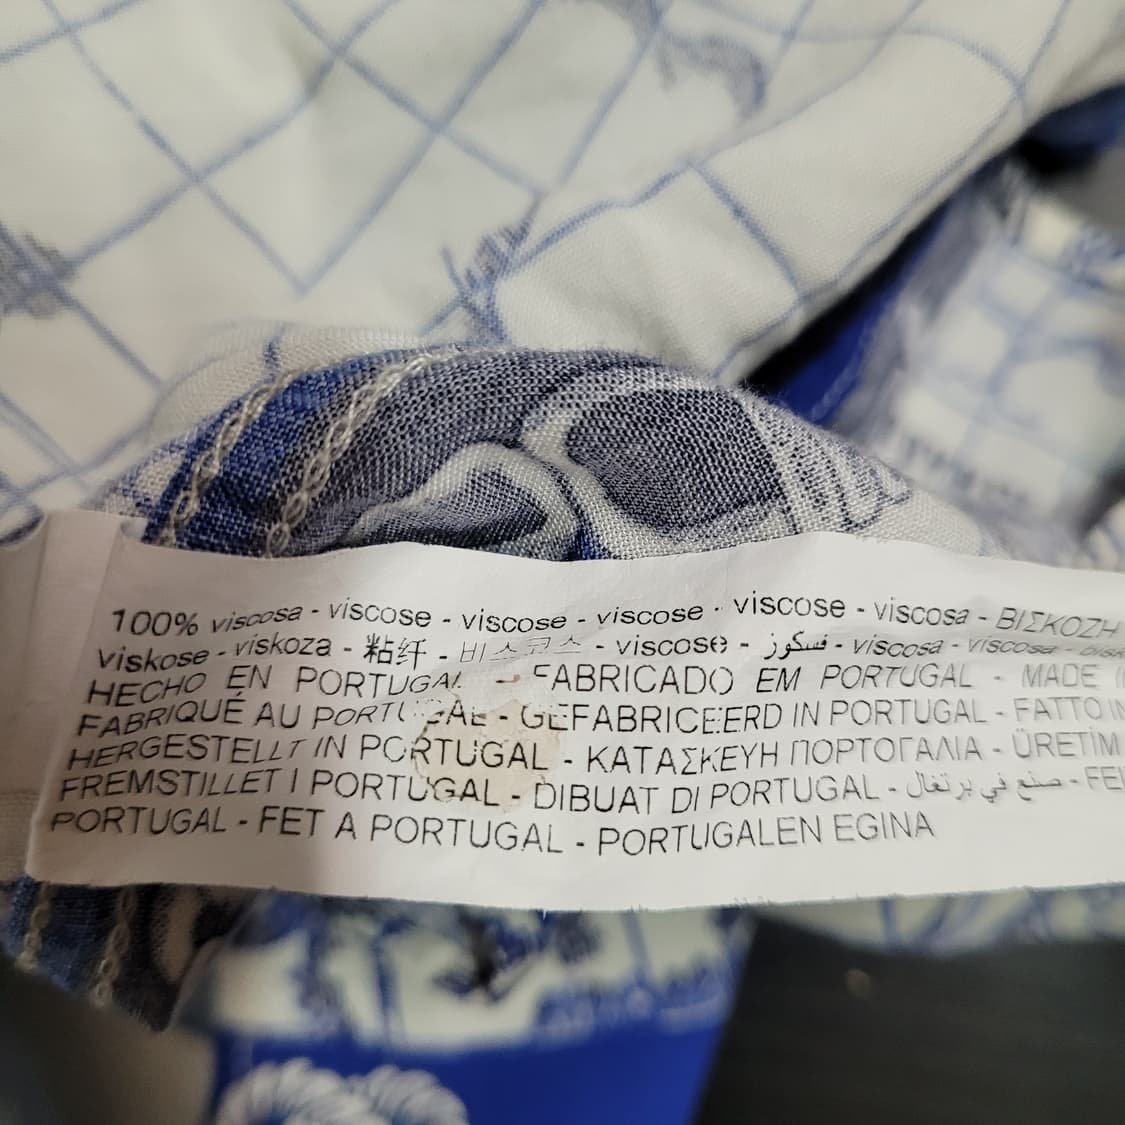 100% viscosa - viscose - viscose - viscose - viscose - viscosa - ΒΙΣΚΟΖΗ
viskose - viskoza - 粘纤 - 비스코스 - viscose - فسكوز - viscosa - viscosa -
HECHO EN PORTUGAL - FABRICADO EM PORTUGAL - MADE
FABRIQUÉ AU PORTUGAL - GEFABRICEERD IN PORTUGAL - FATTO IN
HERGESTELLT IN PORTUGAL - ΚΑΤΑΣΚΕΥΗ ΠΟΡΤΟΓΑΛΙΑ - ÜRETİM
FREMSTILLET I PORTUGAL - DIBUAT DI PORTUGAL - صنع في برتغال -
PORTUGAL - FET A PORTUGAL - PORTUGALEN EGINA